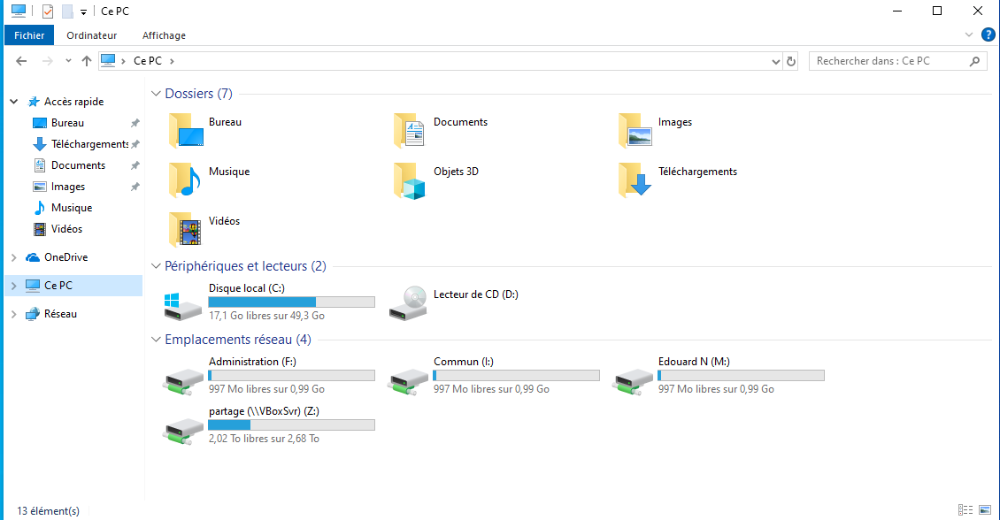 Ce PC
Fichier
Ordinateur
Affichage
Ce PC
Rechercher dans : Ce PC
Accès rapide
Bureau
Téléchargements
Documents
Images
Musique
Vidéos
OneDrive
Ce PC
Réseau
Dossiers (7)
Bureau
Documents
Images
Musique
Objets 3D
Téléchargements
Vidéos
Périphériques et lecteurs (2)
Disque local (C:)
17,1 Go libres sur 49,3 Go
Lecteur de CD (D:)
Emplacements réseau (4)
Administration (F:)
997 Mo libres sur 0,99 Go
Commun (I:)
997 Mo libres sur 0,99 Go
Edouard N (M:)
997 Mo libres sur 0,99 Go
partage (\\VBoxSvr) (Z:)
2,02 To libres sur 2,68 To
13 élément(s)